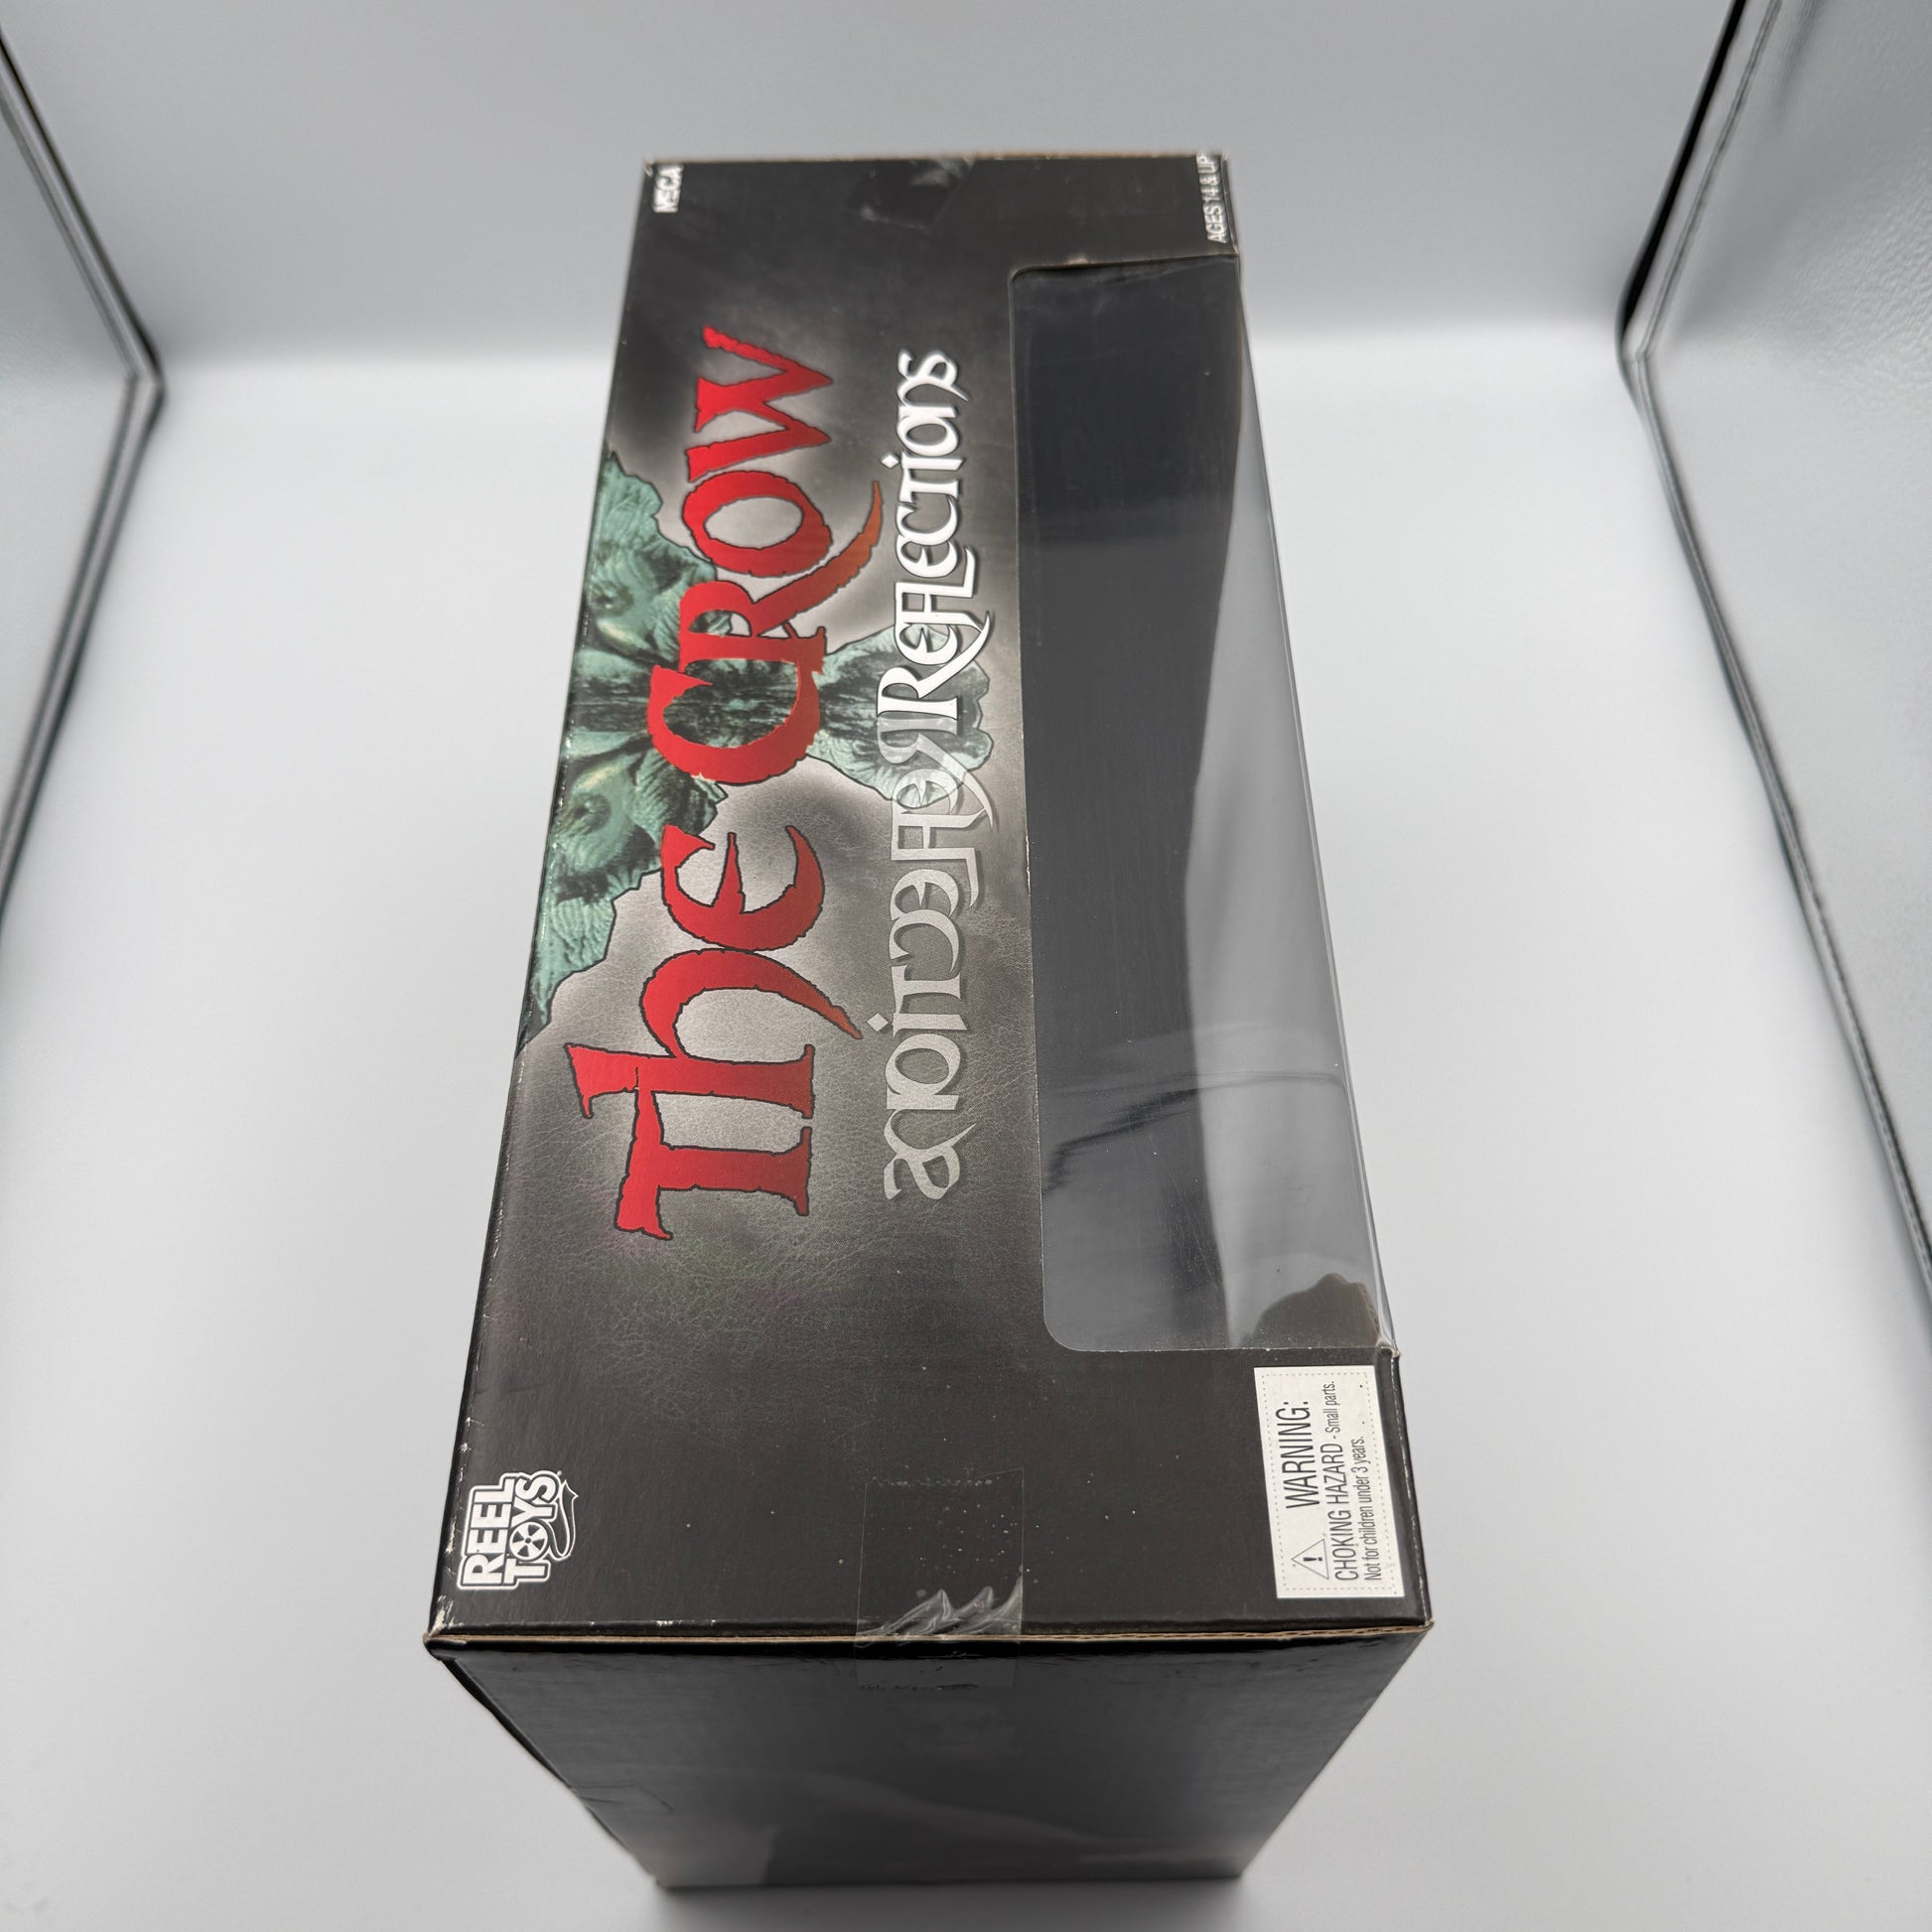 NECA
AGES 14 & UP
The Crow
Reflections
Reflections
REEL
TOYS
WARNING:
CHOKING HAZARD - Small parts.
Not for children under 3 years.